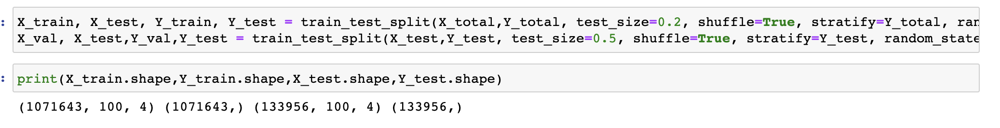 : X_train, X_test, Y_train, Y_test = train_test_split(X_total,Y_total, test_size=0.2, shuffle=True, stratify=Y_total, ran
X_val, X_test,Y_val,Y_test = train_test_split(X_test,Y_test, test_size=0.5, shuffle=True, stratify=Y_test, random_state
: print(X_train.shape,Y_train.shape,X_test.shape,Y_test.shape)
(1071643, 100, 4) (1071643,) (133956, 100, 4) (133956,)